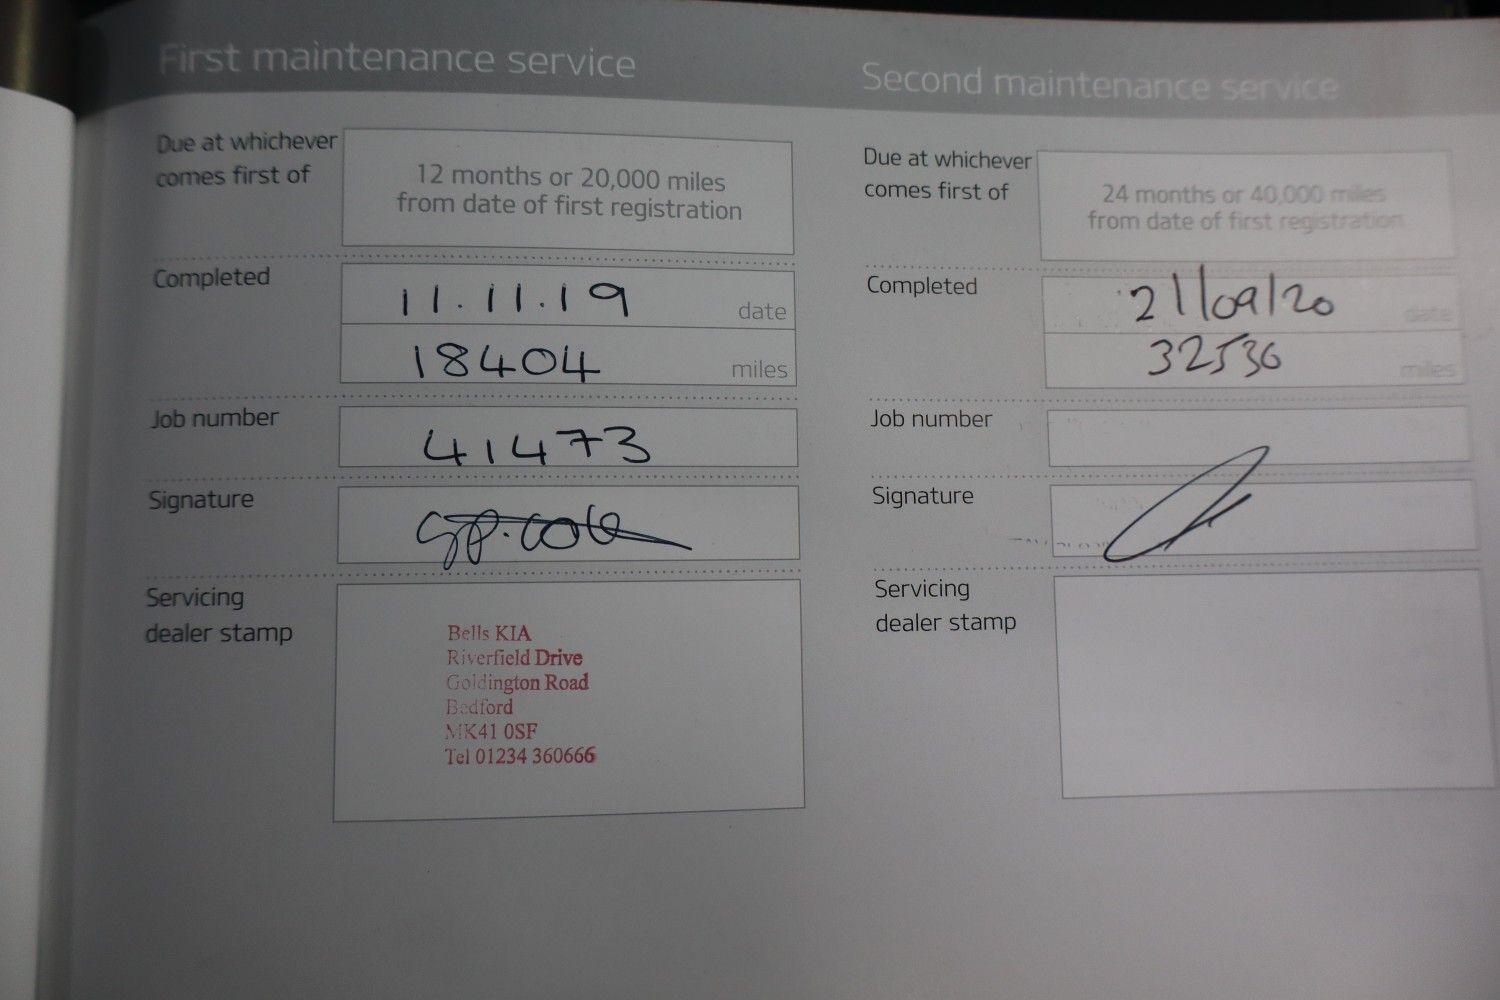 First maintenance service
Due at whichever
comes first of
12 months or 20,000 miles
from date of first registration
Completed
11.11.19 date
18404 miles
Job number
41473
Signature
Servicing
dealer stamp
Bells KIA
Riverfield Drive
Goldington Road
Bedford
MK41 0SF
Tel 01234 360666
Second maintenance service
Due at whichever
comes first of
24 months or 40,000 miles
from date of first registration
Completed
21/09/20 date
32536 miles
Job number
Signature
Servicing
dealer stamp